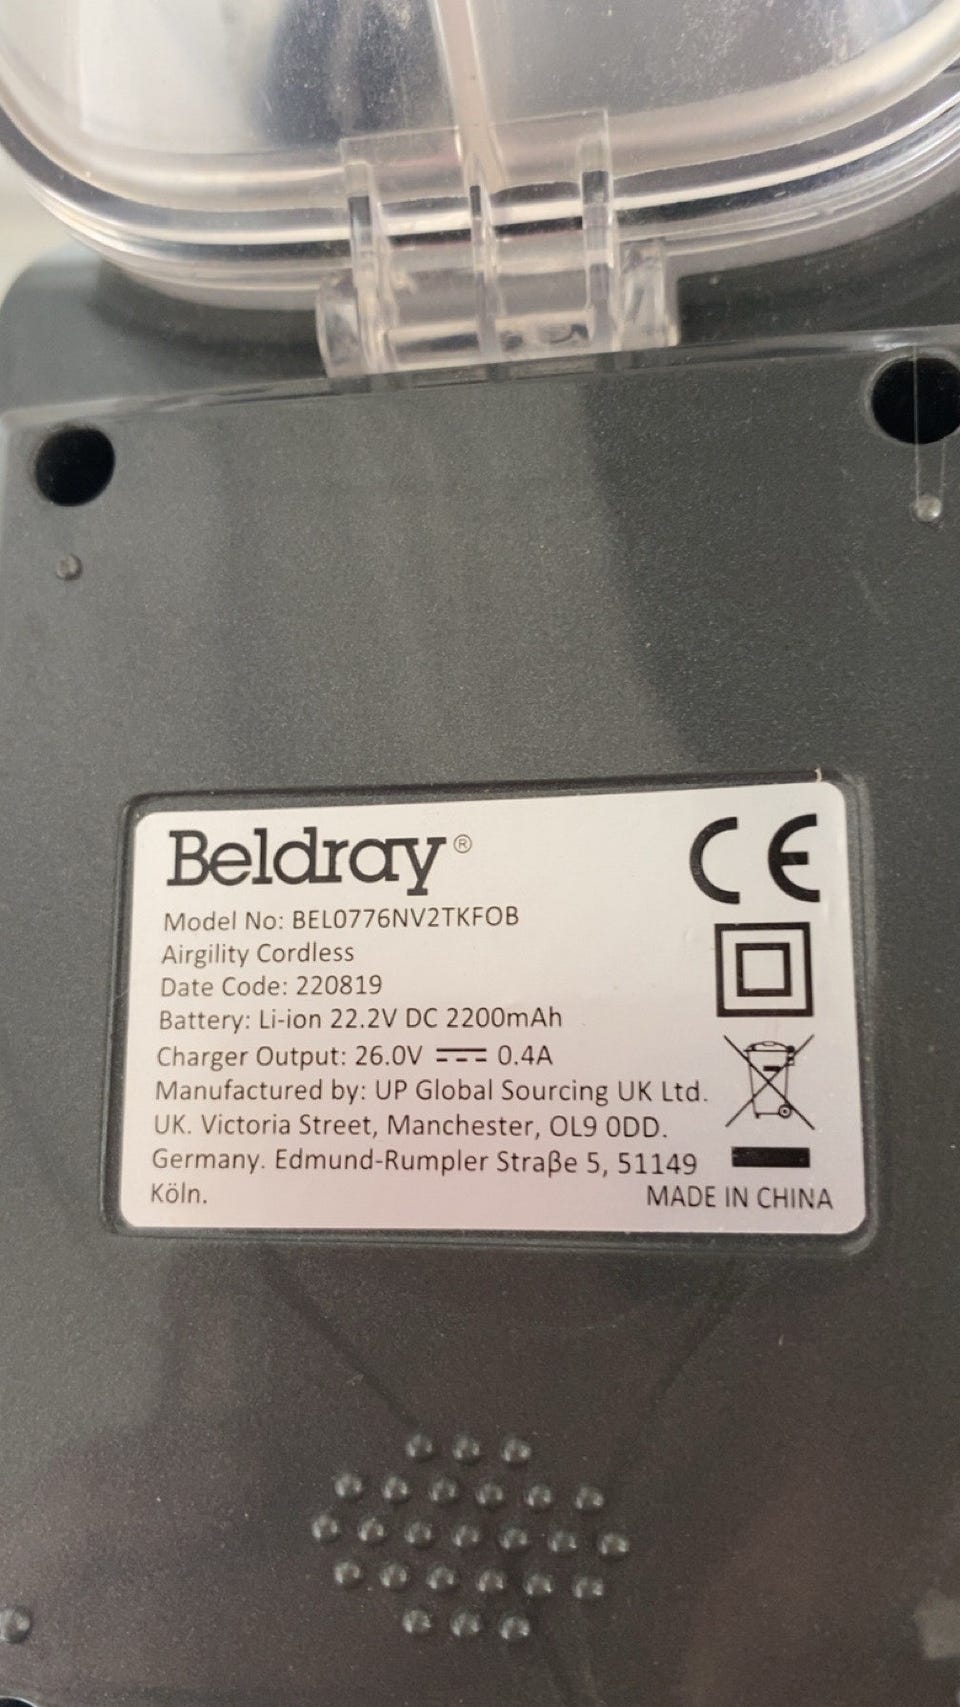 Beldray®
Model No: BEL0776NV2TKFOB
Airgility Cordless
Date Code: 220819
Battery: Li-ion 22.2V DC 2200mAh
Charger Output: 26.0V ⎓ 0.4A
Manufactured by: UP Global Sourcing UK Ltd.
UK. Victoria Street, Manchester, OL9 0DD.
Germany. Edmund-Rumpler Straβe 5, 51149
Köln.
MADE IN CHINA
CE